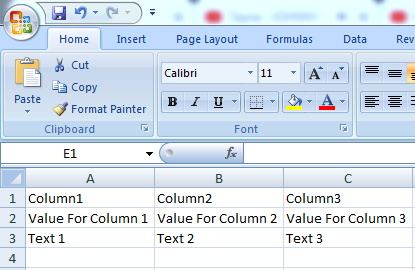 Home Insert Page Layout Formulas Data Rev
Cut
Copy
Paste
Format Painter
Clipboard
Calibri 11 A A
B I U A
Font
E1 fx
A B C
1 Column1 Column2 Column3
2 Value For Column 1 Value For Column 2 Value For Column 3
3 Text 1 Text 2 Text 3
4